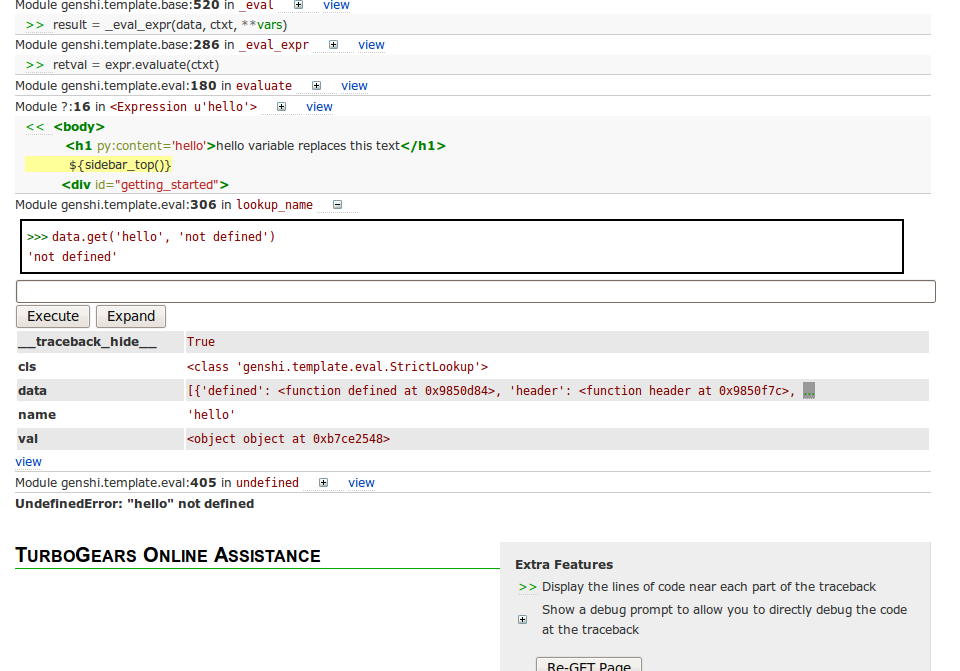 Module genshi.template.base:520 in _eval view
>> result = _eval_expr(data, ctxt, **vars)
Module genshi.template.base:286 in _eval_expr view
>> retval = expr.evaluate(ctxt)
Module genshi.template.eval:180 in evaluate view
Module ?:16 in <Expression u'hello'> view
<< <body>
<h1 py:content='hello'>hello variable replaces this text</h1>
${sidebar_top()}
<div id="getting_started">
Module genshi.template.eval:306 in lookup_name
>>> data.get('hello', 'not defined')
'not defined'
Execute Expand
__traceback_hide__ True
cls <class 'genshi.template.eval.StrictLookup'>
data [{'defined': <function defined at 0x9850d84>, 'header': <function header at 0x9850f7c>, ...
name 'hello'
val <object object at 0xb7ce2548>
view
Module genshi.template.eval:405 in undefined view
UndefinedError: "hello" not defined
TurboGears Online Assistance
Extra Features
>> Display the lines of code near each part of the traceback
Show a debug prompt to allow you to directly debug the code
at the traceback
Re-GET Page